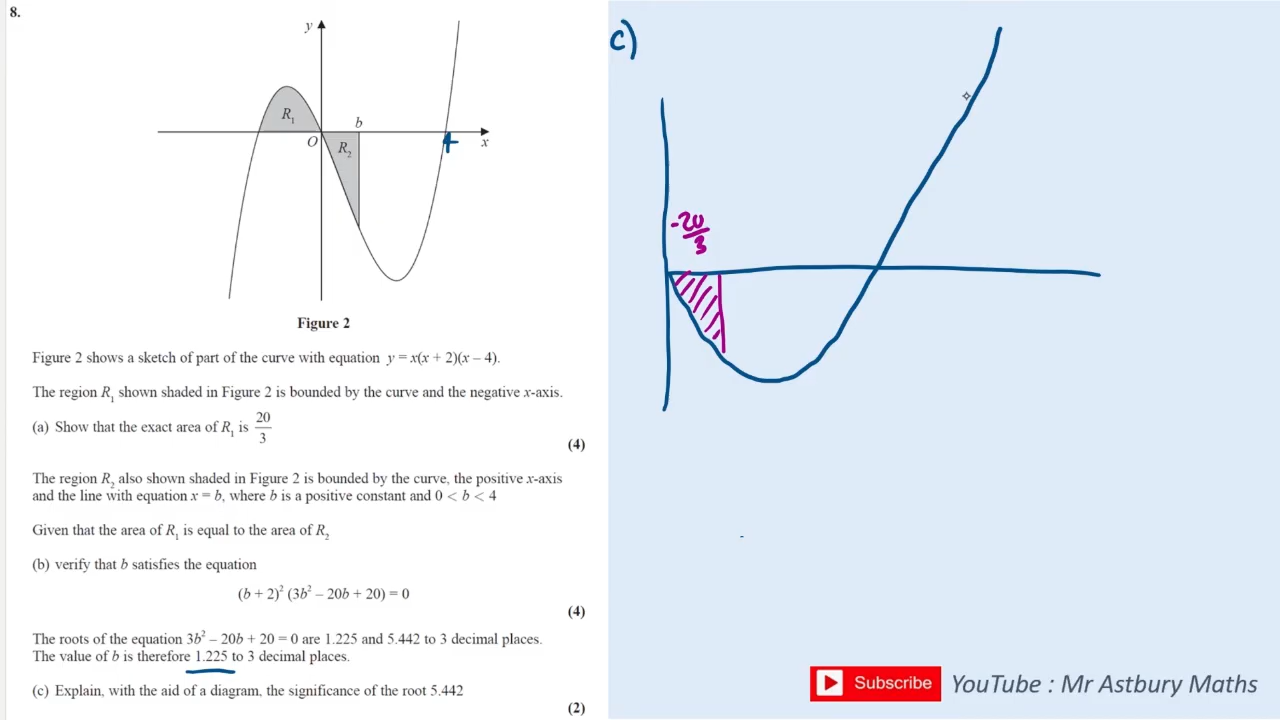 8.
y
R1
b
O
R2
4
x
Figure 2
Figure 2 shows a sketch of part of the curve with equation y = x(x + 2)(x – 4).
The region R1 shown shaded in Figure 2 is bounded by the curve and the negative x-axis.
(a) Show that the exact area of R1 is 20/3
(4)
The region R2 also shown shaded in Figure 2 is bounded by the curve, the positive x-axis
and the line with equation x = b, where b is a positive constant and 0 < b < 4
Given that the area of R1 is equal to the area of R2
(b) verify that b satisfies the equation
(b + 2)² (3b² – 20b + 20) = 0
(4)
The roots of the equation 3b² – 20b + 20 = 0 are 1.225 and 5.442 to 3 decimal places.
The value of b is therefore 1.225 to 3 decimal places.
(c) Explain, with the aid of a diagram, the significance of the root 5.442
(2)
c)
-20/3
Subscribe
YouTube : Mr Astbury Maths